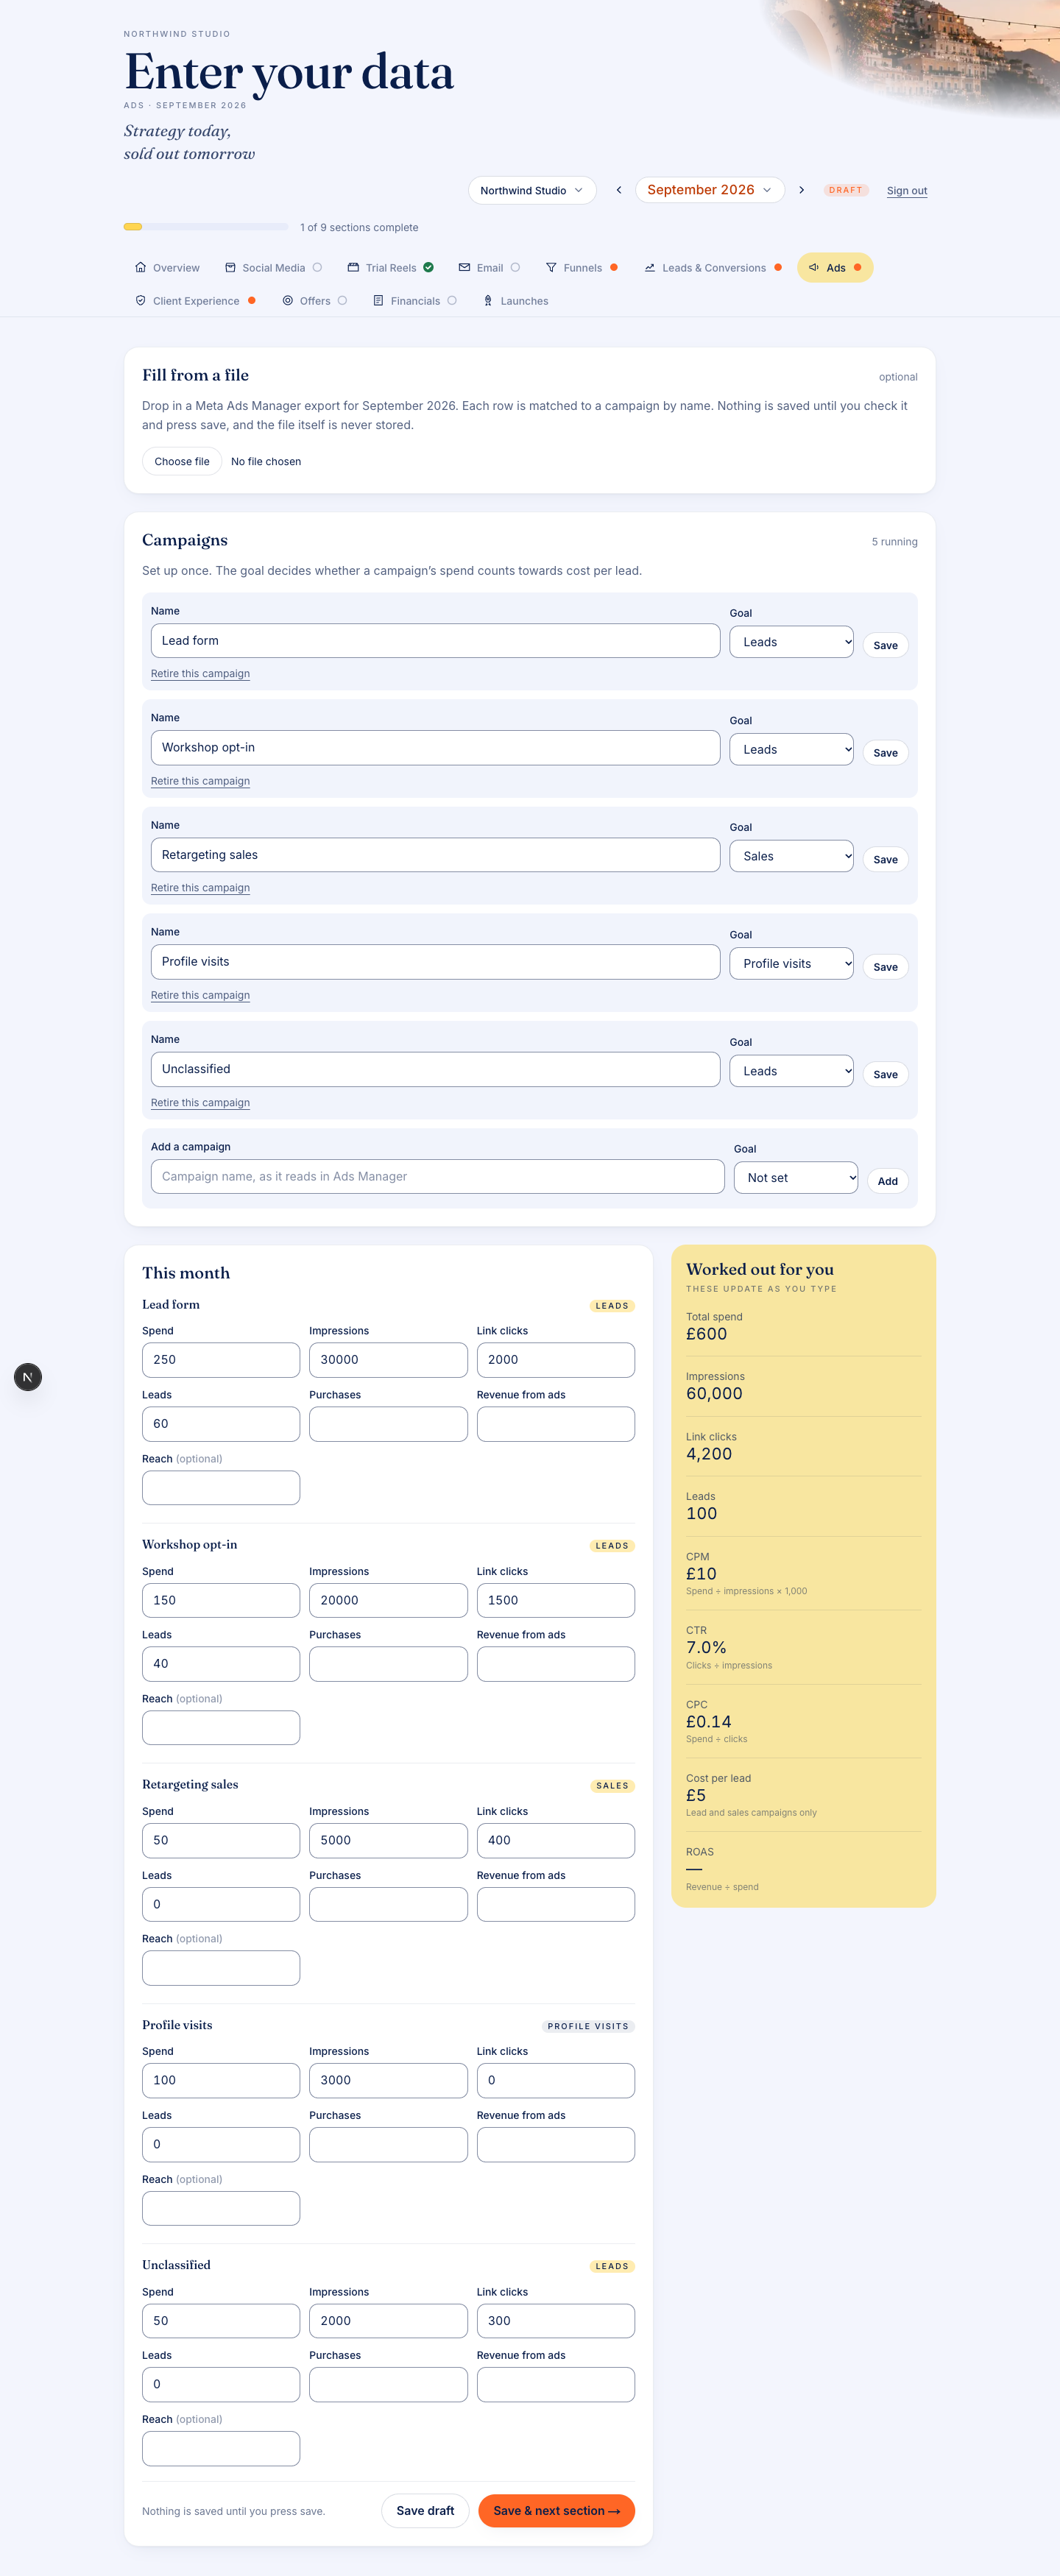 NORTHWIND STUDIO
Enter your data
ADS · SEPTEMBER 2026
Strategy today,
sold out tomorrow
Northwind Studio
September 2026
DRAFT
Sign out
1 of 9 sections complete
Overview
Social Media
Trial Reels
Email
Funnels
Leads & Conversions
Ads
Client Experience
Offers
Financials
Launches
Fill from a file
optional
Drop in a Meta Ads Manager export for September 2026. Each row is matched to a campaign by name. Nothing is saved until you check it
and press save, and the file itself is never stored.
Choose file No file chosen
Campaigns
5 running
Set up once. The goal decides whether a campaign’s spend counts towards cost per lead.
Name Goal
Lead form Leads Save
Retire this campaign
Name Goal
Workshop opt-in Leads Save
Retire this campaign
Name Goal
Retargeting sales Sales Save
Retire this campaign
Name Goal
Profile visits Profile visits Save
Retire this campaign
Name Goal
Unclassified Leads Save
Retire this campaign
Add a campaign Goal
Campaign name, as it reads in Ads Manager Not set Add
This month
Lead form LEADS
Spend Impressions Link clicks
250 30000 2000
Leads Purchases Revenue from ads
60
Reach (optional)
Workshop opt-in LEADS
Spend Impressions Link clicks
150 20000 1500
Leads Purchases Revenue from ads
40
Reach (optional)
Retargeting sales SALES
Spend Impressions Link clicks
50 5000 400
Leads Purchases Revenue from ads
0
Reach (optional)
Profile visits PROFILE VISITS
Spend Impressions Link clicks
100 3000 0
Leads Purchases Revenue from ads
0
Reach (optional)
Unclassified LEADS
Spend Impressions Link clicks
50 2000 300
Leads Purchases Revenue from ads
0
Reach (optional)
Nothing is saved until you press save.
Save draft
Save & next section →
Worked out for you
THESE UPDATE AS YOU TYPE
Total spend
£600
Impressions
60,000
Link clicks
4,200
Leads
100
CPM
£10
Spend ÷ impressions × 1,000
CTR
7.0%
Clicks ÷ impressions
CPC
£0.14
Spend ÷ clicks
Cost per lead
£5
Lead and sales campaigns only
ROAS
—
Revenue ÷ spend
N